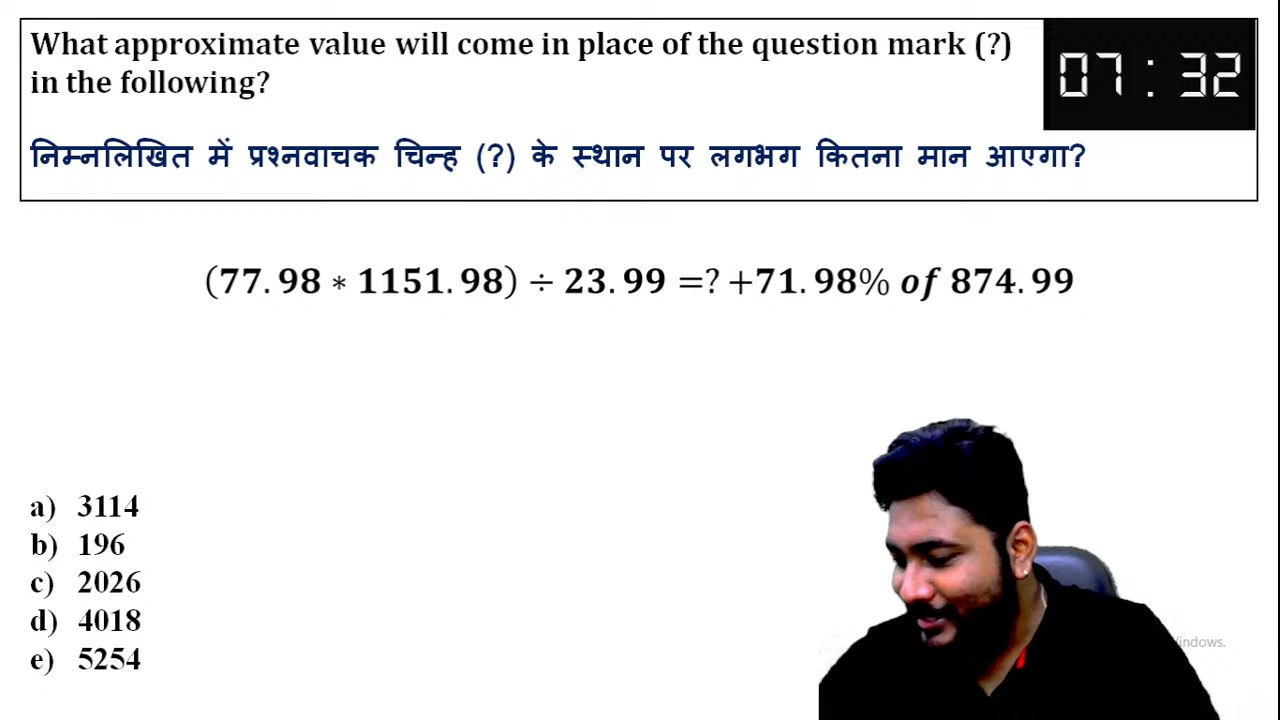 What approximate value will come in place of the question mark (?)
in the following?
07 : 32
निम्नलिखित में प्रश्नवाचक चिन्ह (?) के स्थान पर लगभग कितना मान आएगा?
(77.98 * 1151.98) ÷ 23.99 =? +71.98% of 874.99
a) 3114
b) 196
c) 2026
d) 4018
e) 5254